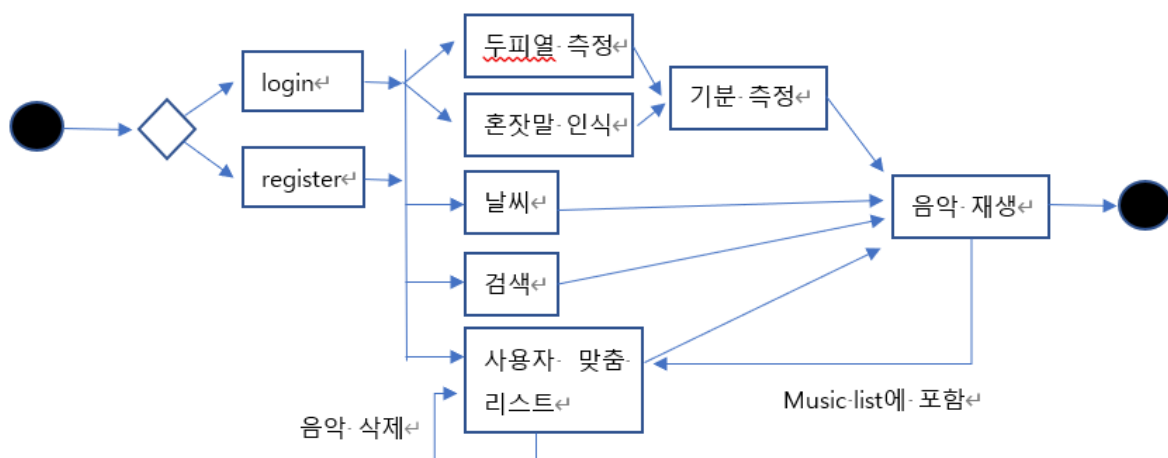 login
register
두피열 측정
혼잣말 인식
기분 측정
날씨
음악 재생
검색
사용자 맞춤
리스트
Music list에 포함
음악 삭제